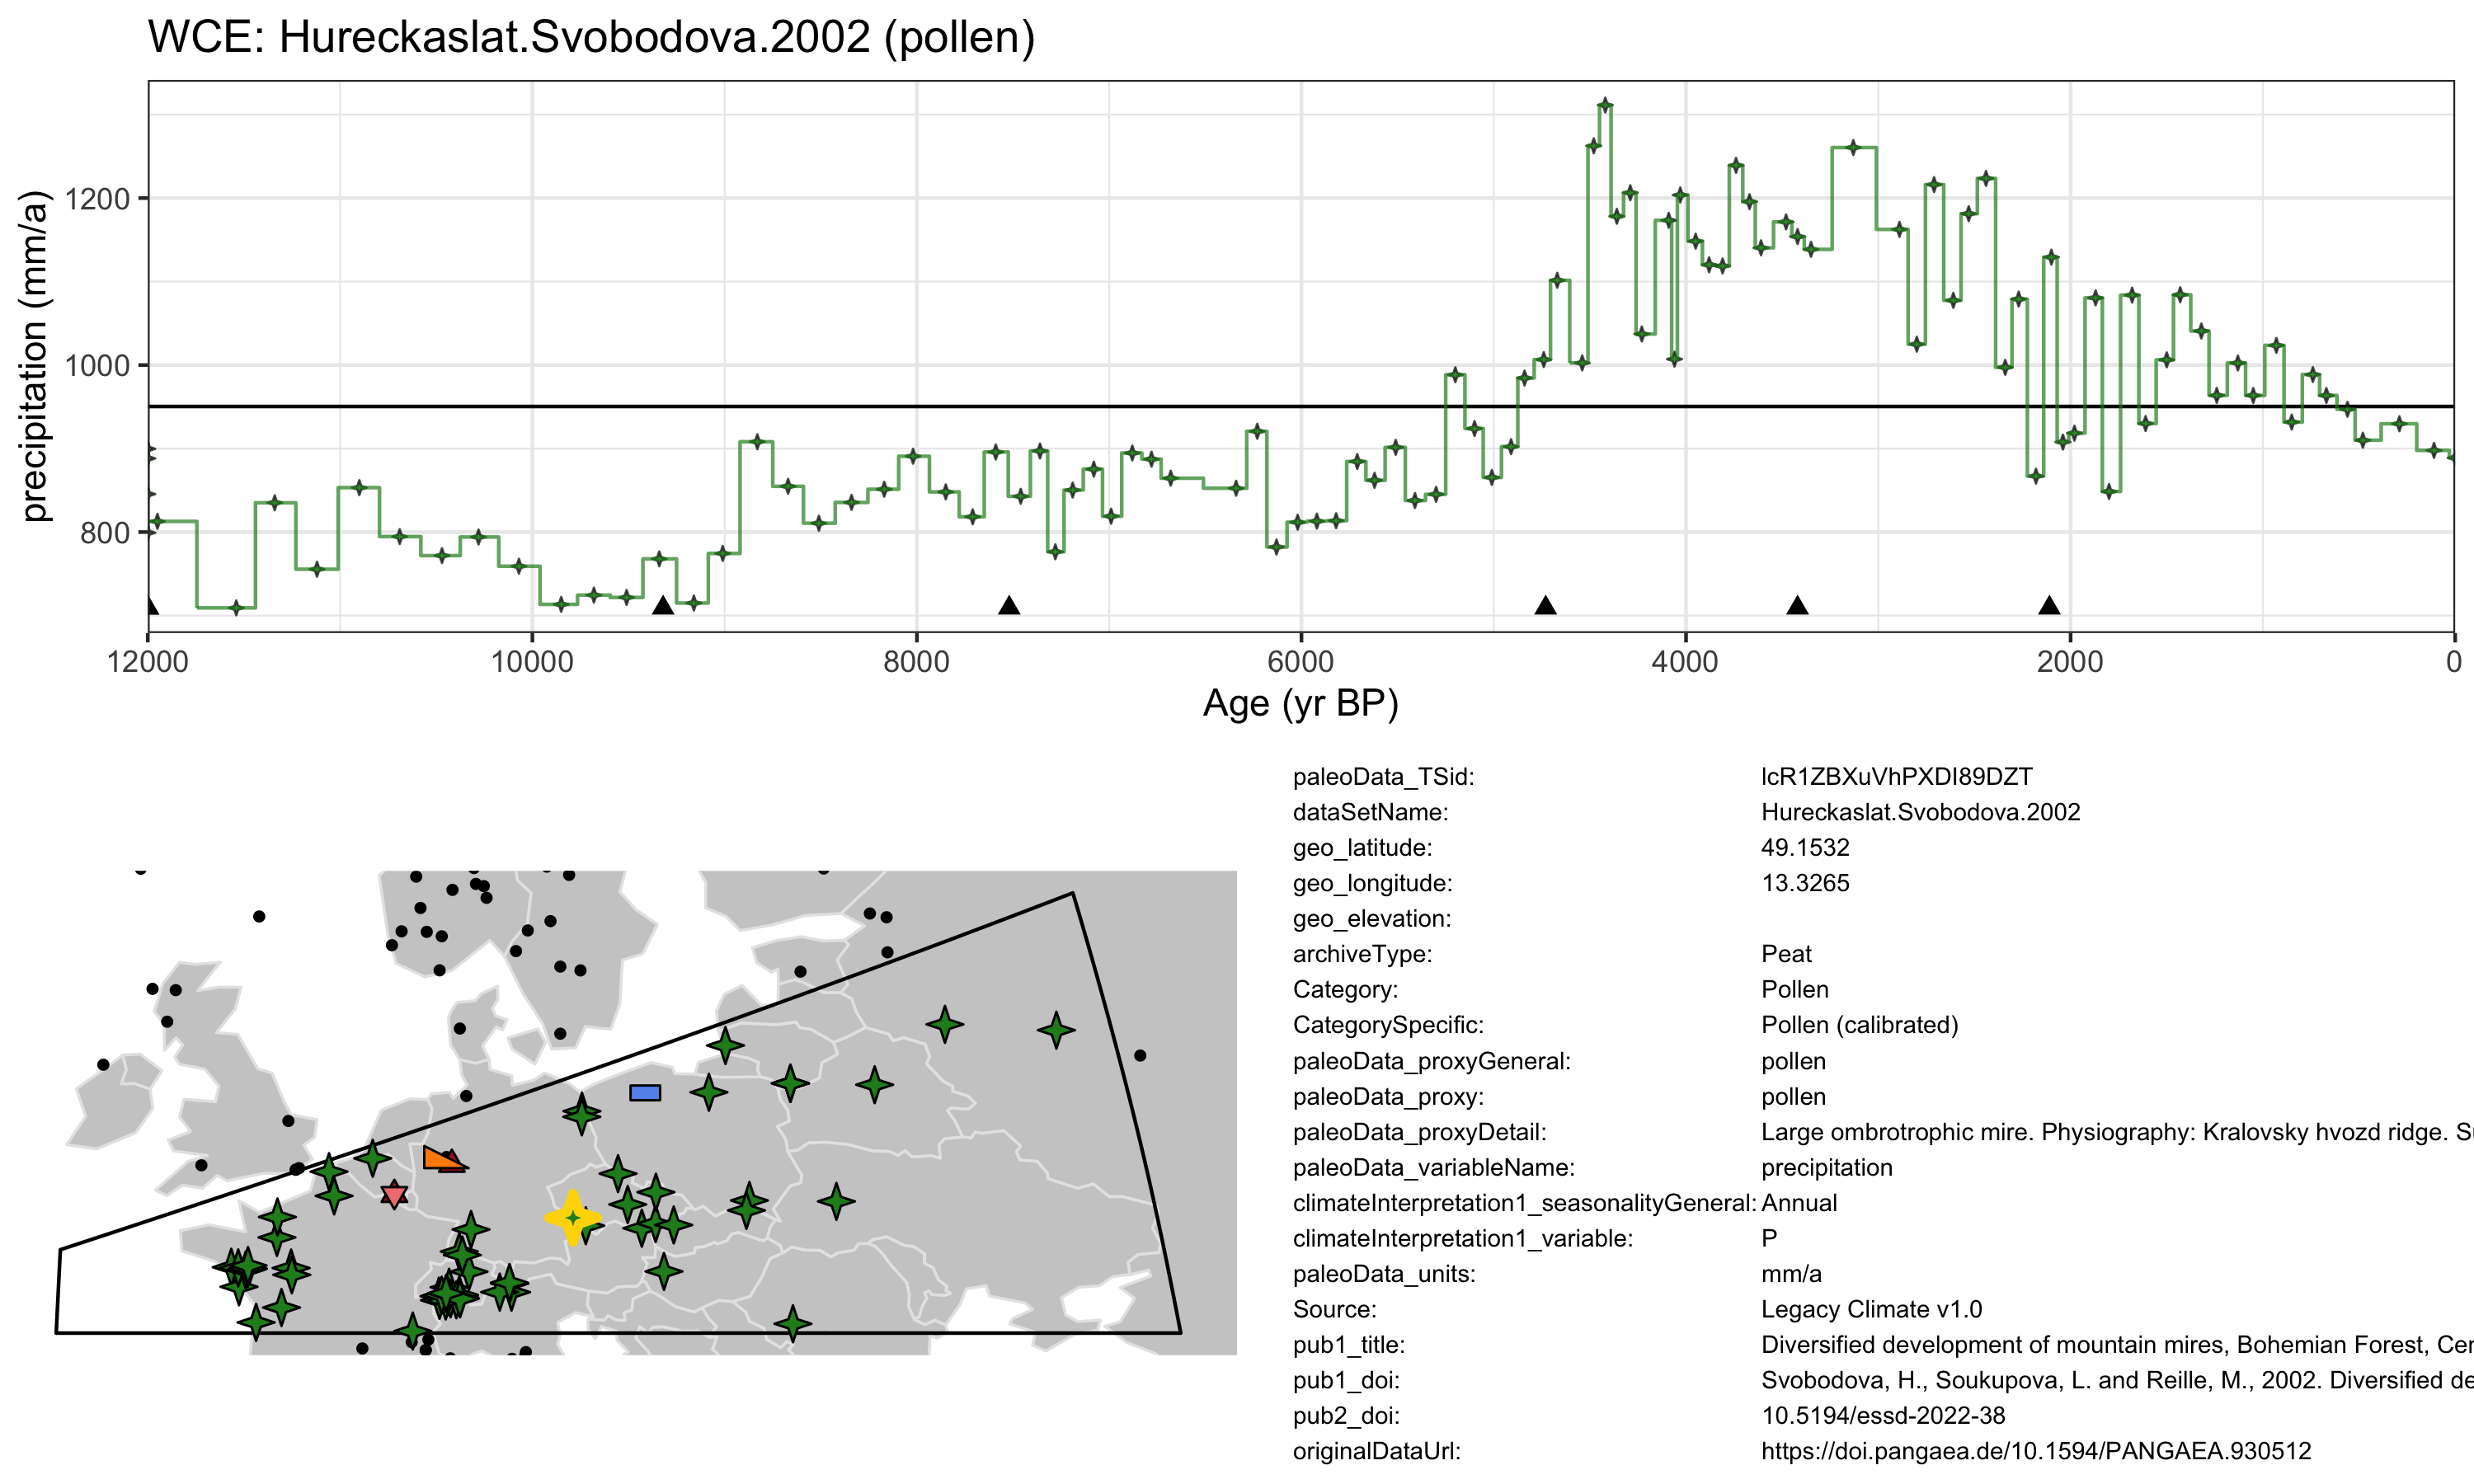 WCE: Hureckaslat.Svobodova.2002 (pollen)
precipitation (mm/a)
1200
1000
800
12000 10000 8000 6000 4000 2000 0
Age (yr BP)
paleoData_TSid: lcR1ZBXuVhPXDI89DZT
dataSetName: Hureckaslat.Svobodova.2002
geo_latitude: 49.1532
geo_longitude: 13.3265
geo_elevation:
archiveType: Peat
Category: Pollen
CategorySpecific: Pollen (calibrated)
paleoData_proxyGeneral: pollen
paleoData_proxy: pollen
paleoData_proxyDetail: Large ombrotrophic mire. Physiography: Kralovsky hvozd ridge. Su
paleoData_variableName: precipitation
climateInterpretation1_seasonalityGeneral: Annual
climateInterpretation1_variable: P
paleoData_units: mm/a
Source: Legacy Climate v1.0
pub1_title: Diversified development of mountain mires, Bohemian Forest, Cen
pub1_doi: Svobodova, H., Soukupova, L. and Reille, M., 2002. Diversified de
pub2_doi: 10.5194/essd-2022-38
originalDataUrl: https://doi.pangaea.de/10.1594/PANGAEA.930512